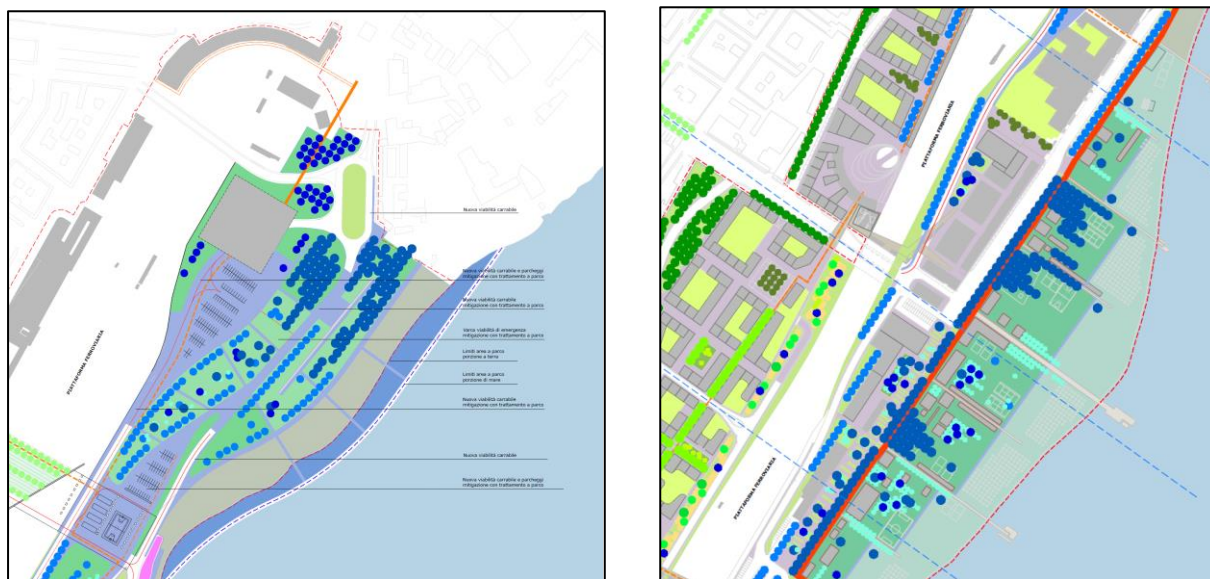 Nuova viabilità carrabile
Nuova viabilità carrabile e parcheggi
mitigazione con trattamento a parco
Nuova viabilità carrabile
mitigazione con trattamento a parco
Varco viabilità di emergenza
mitigazione con trattamento a parco
Limiti area a parco
porzione a terra
Limiti area a parco
porzione di mare
Nuova viabilità carrabile
mitigazione con trattamento a parco
Nuova viabilità carrabile
Nuova viabilità carrabile e parcheggi
mitigazione con trattamento a parco
PIATTAFORMA FERROVIARIA
PIATTAFORMA FERROVIARIA
PIATTAFORMA FERROVIARIA